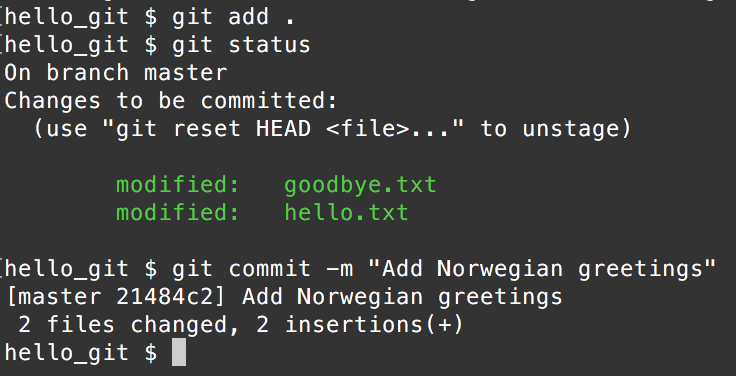 hello_git $ git add .
hello_git $ git status
On branch master
Changes to be committed:
  (use "git reset HEAD <file>..." to unstage)

        modified:   goodbye.txt
        modified:   hello.txt

hello_git $ git commit -m "Add Norwegian greetings"
[master 21484c2] Add Norwegian greetings
 2 files changed, 2 insertions(+)
hello_git $